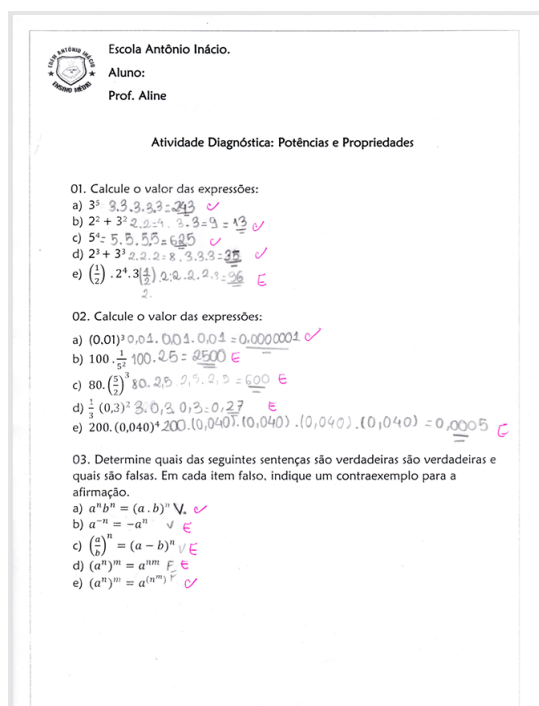 EREM ANTÔNIO INÁCIO
ENSINO MÉDIO
Escola Antônio Inácio.
Aluno:
Prof. Aline
Atividade Diagnóstica: Potências e Propriedades
01. Calcule o valor das expressões:
a) 3⁵ 3.3.3.3.3=243
b) 2² + 3² 2.2=4. 3.3=9 = 13
c) 5⁴= 5.5.5.5=625
d) 2³ + 3³ 2.2.2=8.3.3.3=35
e) (1/2) . 2⁴. 3 2.2.2.2.3=96 E
02. Calcule o valor das expressões:
a) (0,01)³ 0,01. 0,01. 0,01 = 0,0000001
b) 100 . 1/5² 100.25 = 2500 E
c) 80. (5/2)³ 80. 2,5 . 2,5 . 2,5 = 600 E
d) 1/3 (0,3)² 3.0,3 0,3=0,27 E
e) 200. (0,040)⁴ 200.(0,040).(0,040).(0,040).(0,040) = 0,0005 E
03. Determine quais das seguintes sentenças são verdadeiras são verdadeiras e
quais são falsas. Em cada item falso, indique um contraexemplo para a
afirmação.
a) aⁿbⁿ = (a . b)ⁿ V.
b) a⁻ⁿ = −aⁿ V E
c) (a/b)ⁿ = (a − b)ⁿ V E
d) (aⁿ)ᵐ = aⁿᵐ F E
e) (aⁿ)ᵐ = a^(nᵐ) F